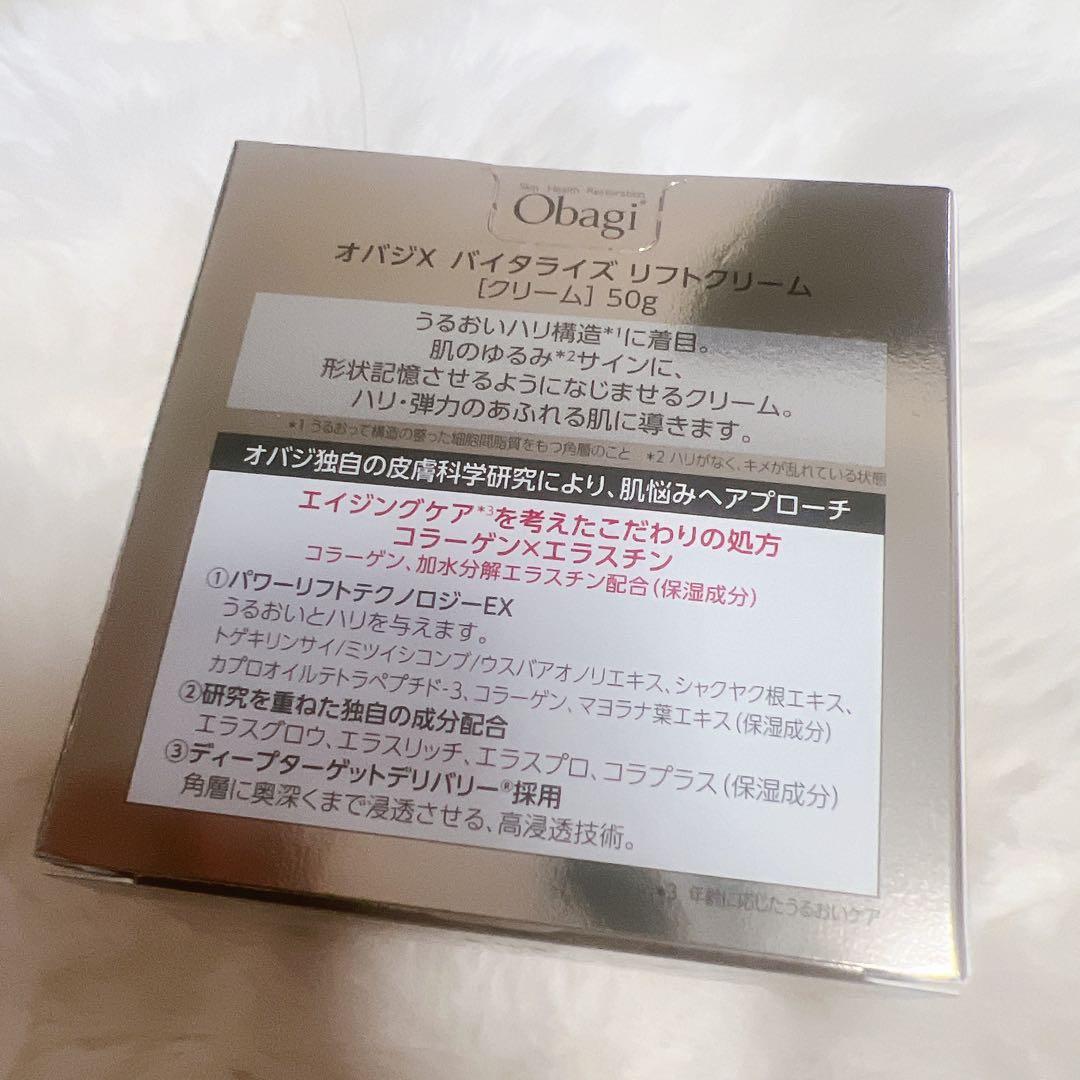 Skin Health Restoration
Obagi®
オバジX バイタライズ リフトクリーム
[クリーム] 50g
うるおいハリ構造*1に着目。
肌のゆるみ*2サインに、
形状記憶させるようになじませるクリーム。
ハリ・弾力のあふれる肌に導きます。
*1 うるおって構造の整った細胞間脂質をもつ角層のこと *2 ハリがなく、キメが乱れている状態
オバジ独自の皮膚科学研究により、肌悩みへアプローチ
エイジングケア*3を考えたこだわりの処方
コラーゲン×エラスチン
コラーゲン、加水分解エラスチン配合(保湿成分)
①パワーリフトテクノロジーEX
うるおいとハリを与えます。
トゲキリンサイ/ミツイシコンブ/ウスバアオノリエキス、シャクヤク根エキス、
カプロオイルテトラペプチド-3、コラーゲン、マヨラナ葉エキス(保湿成分)
②研究を重ねた独自の成分配合
エラスグロウ、エラスリッチ、エラスプロ、コラプラス(保湿成分)
③ディープターゲットデリバリー®採用
角層に奥深くまで浸透させる、高浸透技術。
*3 年齢に応じたうるおいケア